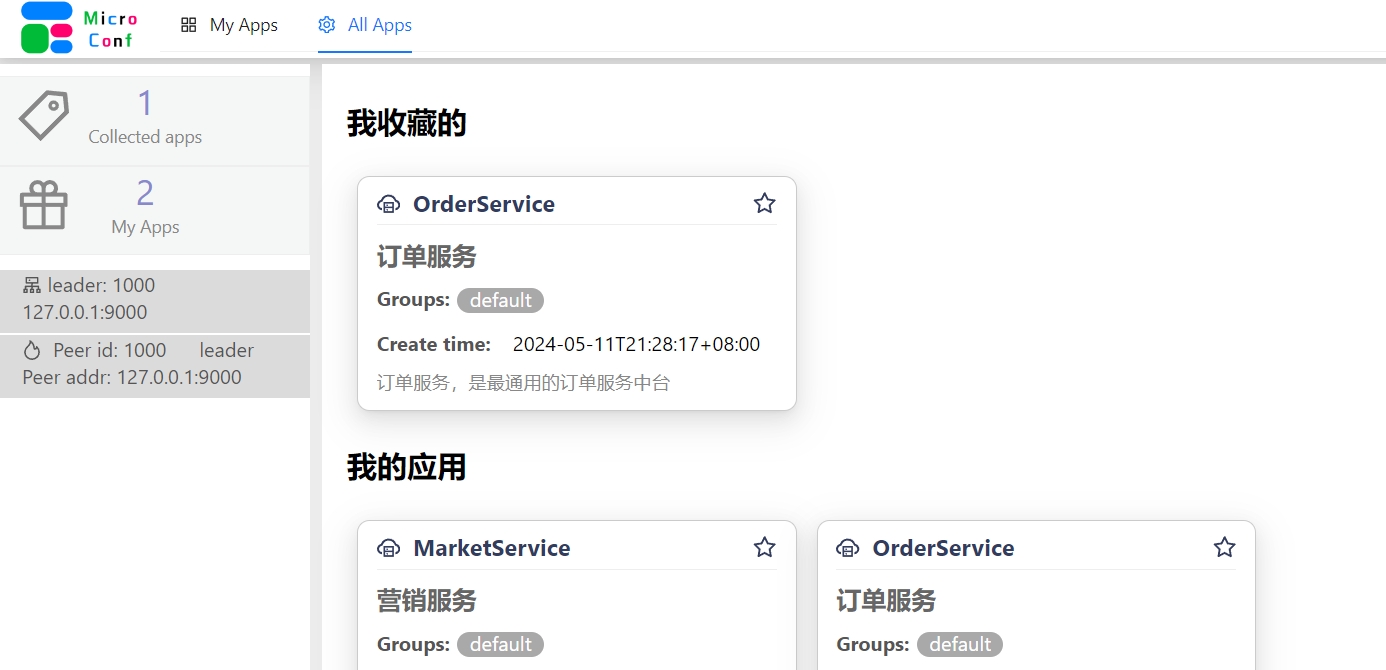 Micro
Conf
My Apps
All Apps
1
Collected apps
2
My Apps
leader: 1000
127.0.0.1:9000
Peer id: 1000 leader
Peer addr: 127.0.0.1:9000
我收藏的
OrderService
订单服务
Groups: default
Create time: 2024-05-11T21:28:17+08:00
订单服务，是最通用的订单服务中台
我的应用
MarketService
营销服务
Groups: default
OrderService
订单服务
Groups: default